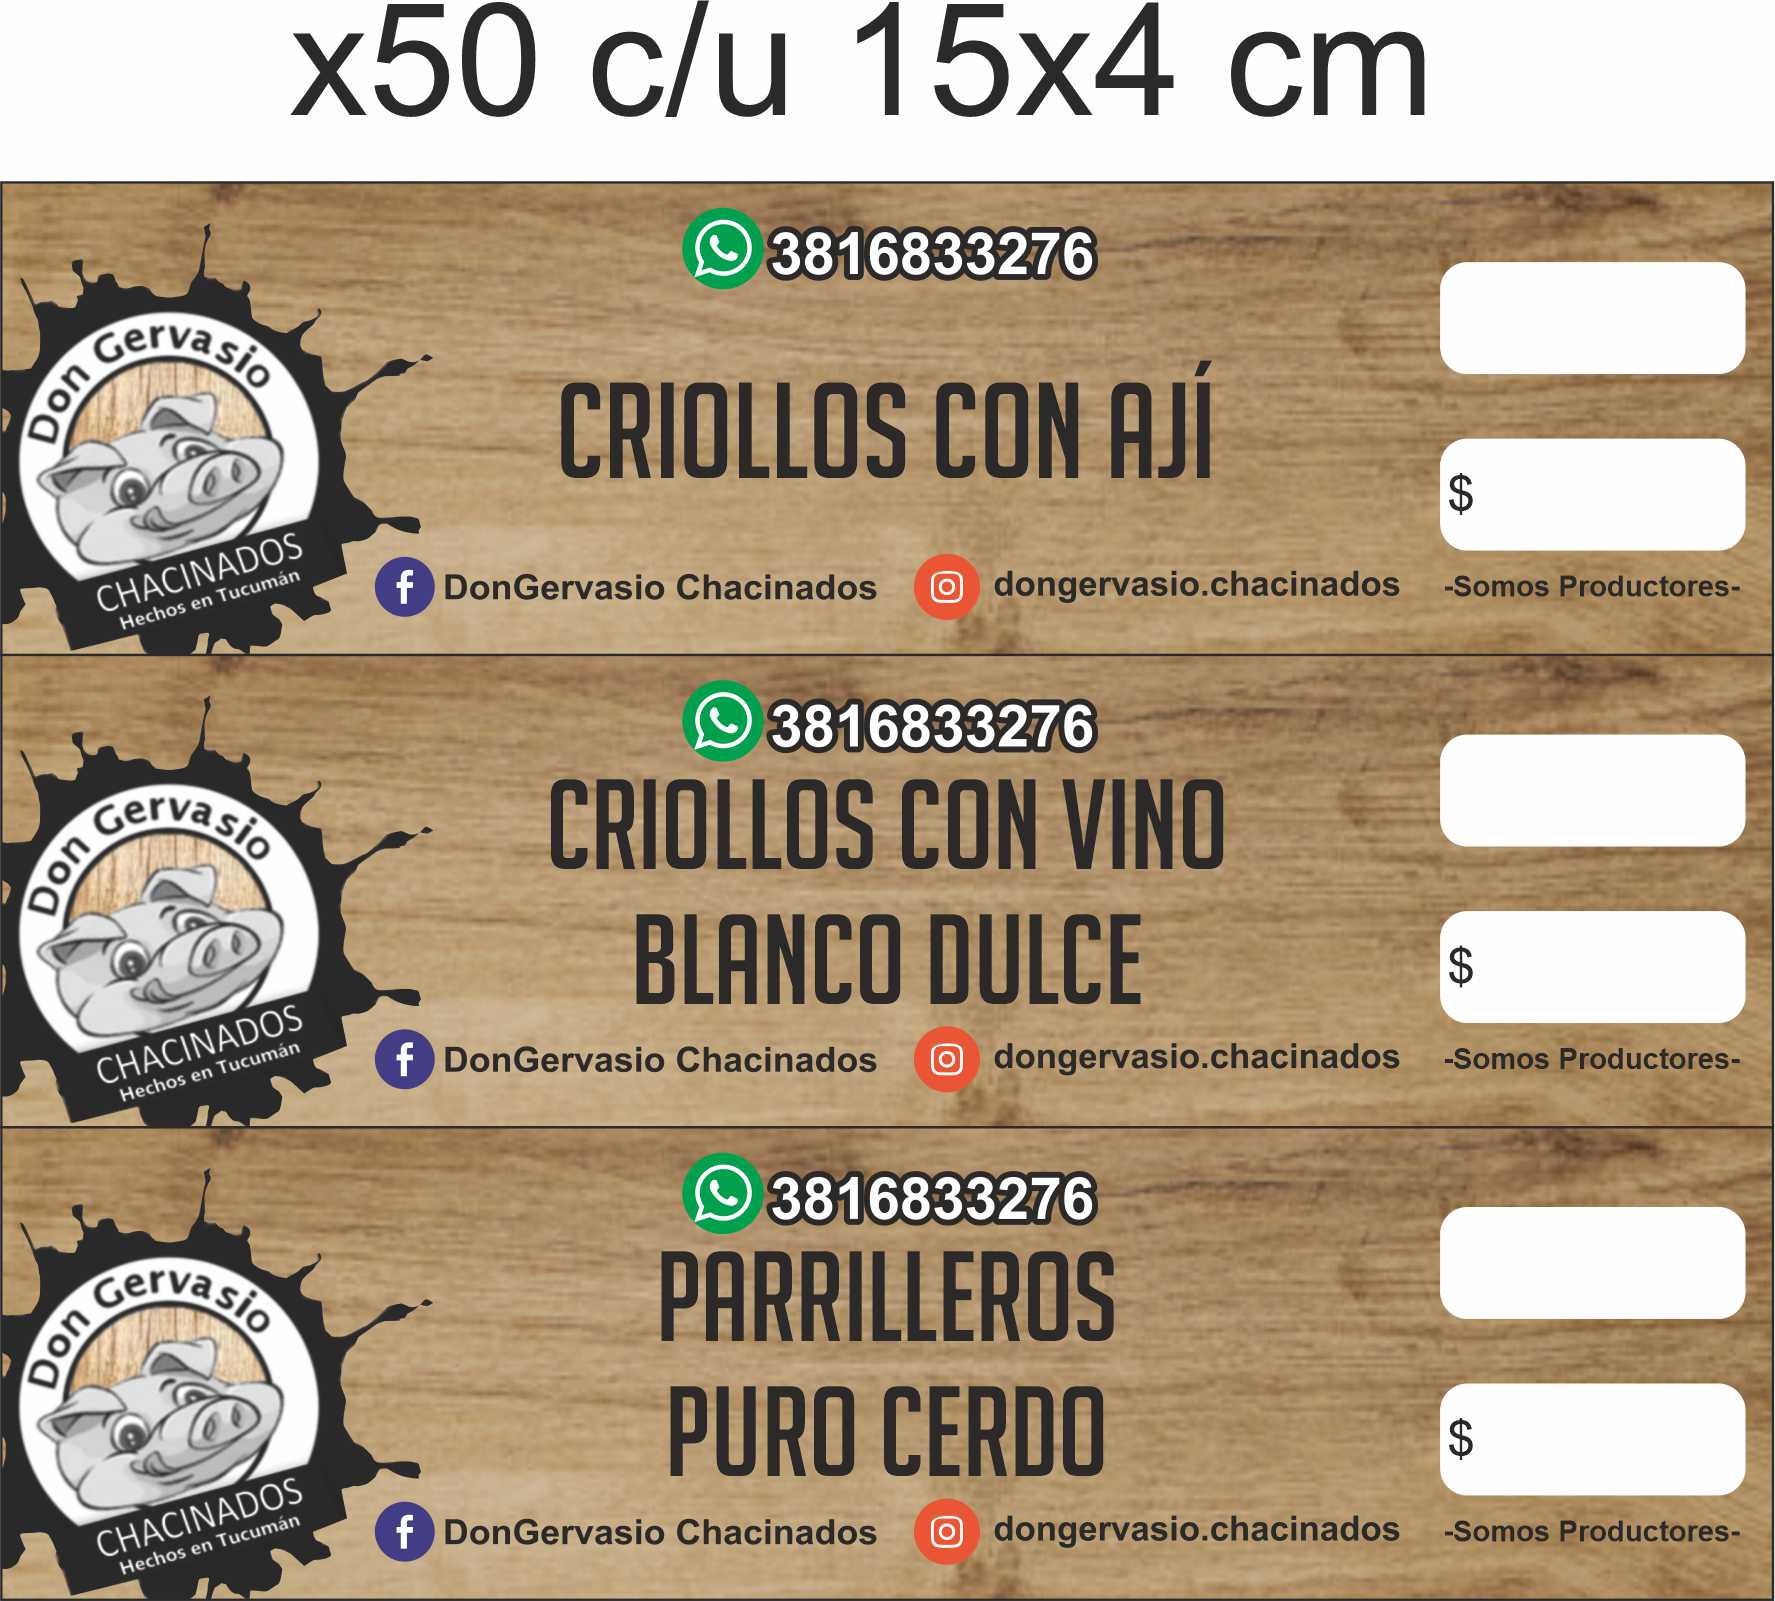 x50 c/u 15x4 cm
3816833276
Don Gervasio
CRIOLLOS CON AJÍ
$
CHACINADOS
Hechos en Tucumán
DonGervasio Chacinados
dongervasio.chacinados
-Somos Productores-
3816833276
Don Gervasio
CRIOLLOS CON VINO
BLANCO DULCE
$
CHACINADOS
Hechos en Tucumán
DonGervasio Chacinados
dongervasio.chacinados
-Somos Productores-
3816833276
Don Gervasio
PARRILLEROS
PURO CERDO
$
CHACINADOS
Hechos en Tucumán
DonGervasio Chacinados
dongervasio.chacinados
-Somos Productores-